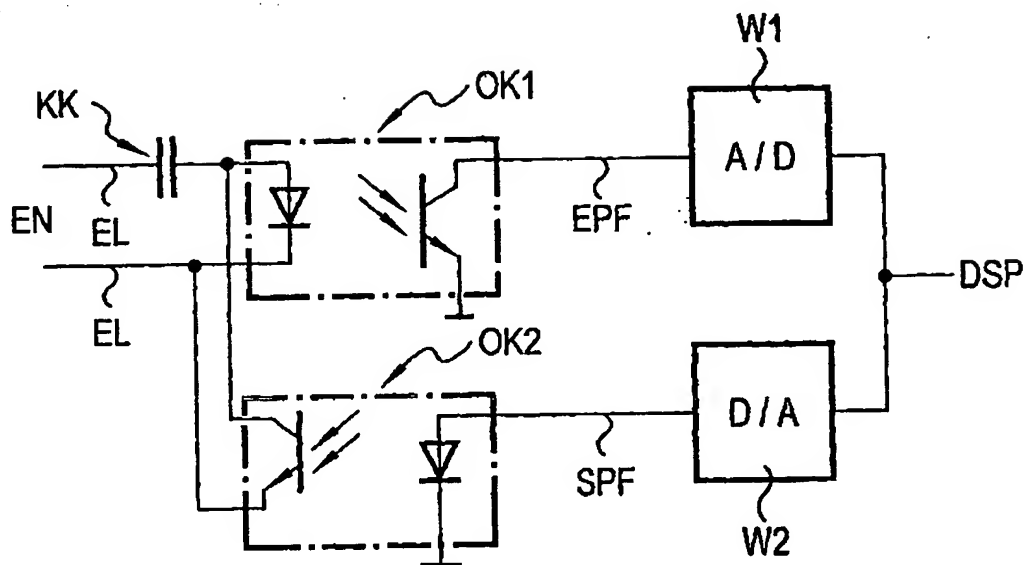 W1
OK1
KK
A / D
EN
EL
EPF
EL
DSP
OK2
D / A
SPF
W2